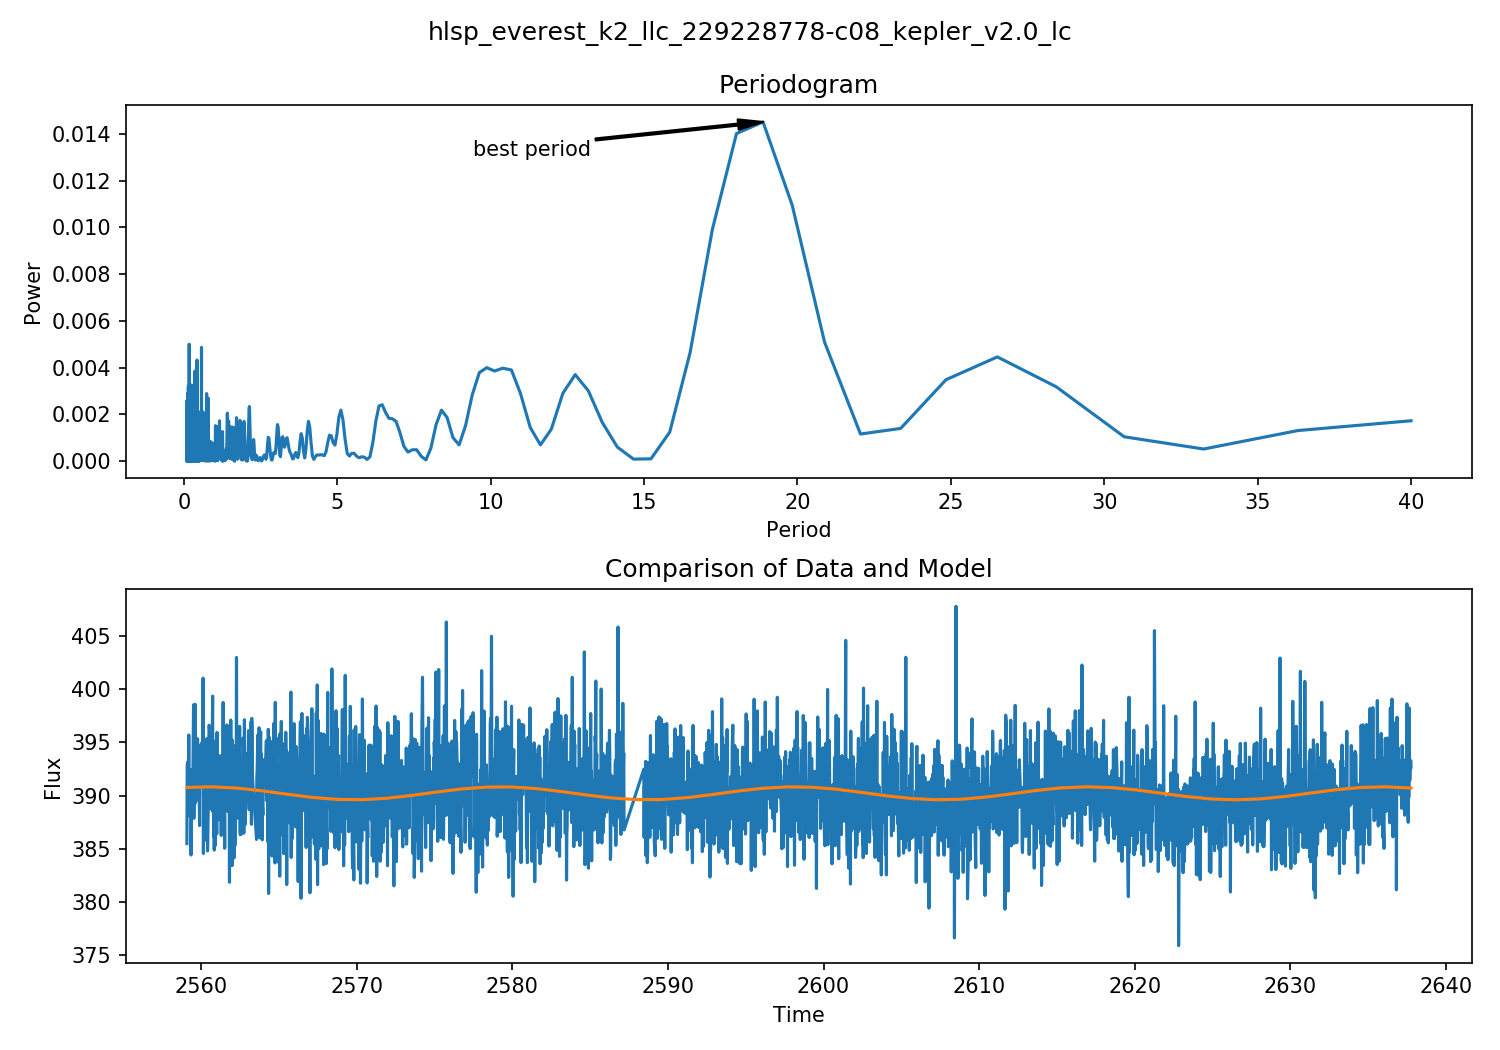 hlsp_everest_k2_llc_229228778-c08_kepler_v2.0_lc
Periodogram
0.014
0.012
0.010
0.008
0.006
0.004
0.002
0.000
Power
best period
0 5 10 15 20 25 30 35 40
Period
Comparison of Data and Model
405
400
395
390
385
380
375
Flux
2560 2570 2580 2590 2600 2610 2620 2630 2640
Time